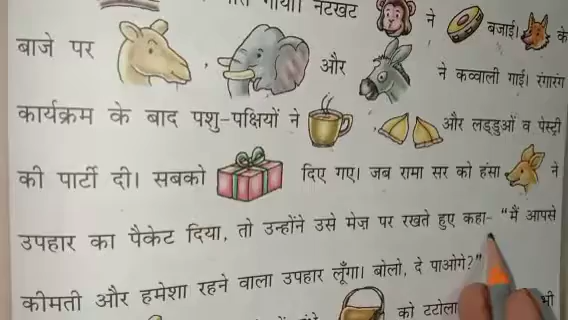 गाया। नटखट ने बजाई। के
बाजे पर , और ने कव्वाली गाई। रंगारंग
कार्यक्रम के बाद पशु-पक्षियों ने , और लड्डुओं व पेस्ट्री
की पार्टी दी। सबको दिए गए। जब रामा सर को हंसा ने
उपहार का पैकेट दिया, तो उन्होंने उसे मेज़ पर रखते हुए कहा- "मैं आपसे
कीमती और हमेशा रहने वाला उपहार लूँगा। बोलो, दे पाओगे?"
को टटोला भी